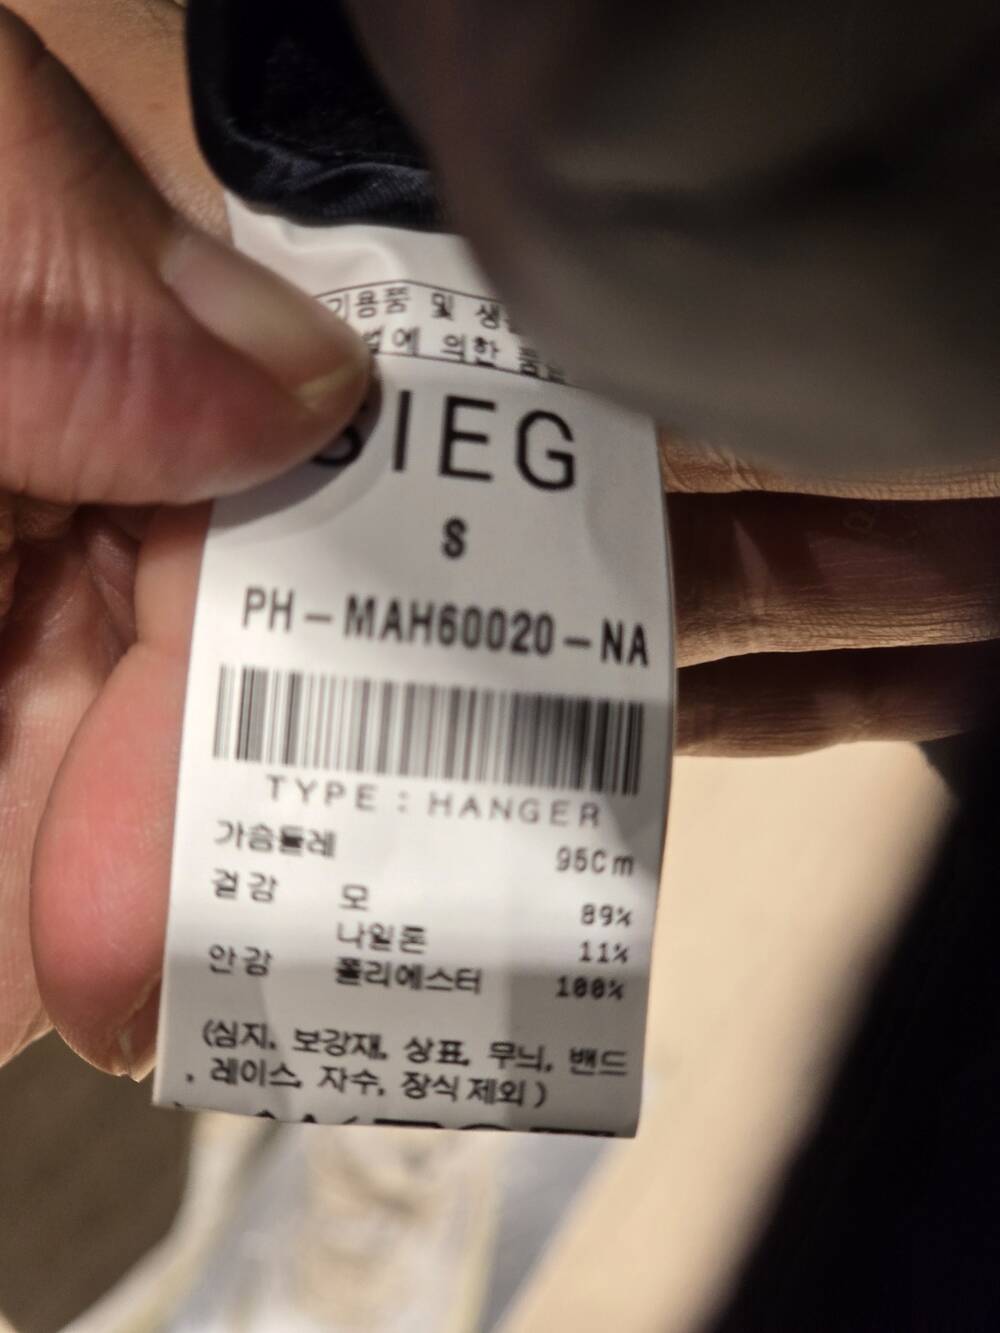 기용품 및
에 의한
SIEG
S
PH-MAH60020-NA
TYPE : HANGER
가슴둘레 95Cm
겉감 모 89%
나일론 11%
안감 폴리에스터 100%
(심지, 보강재, 상표, 무늬, 밴드
, 레이스, 자수, 장식 제외 )